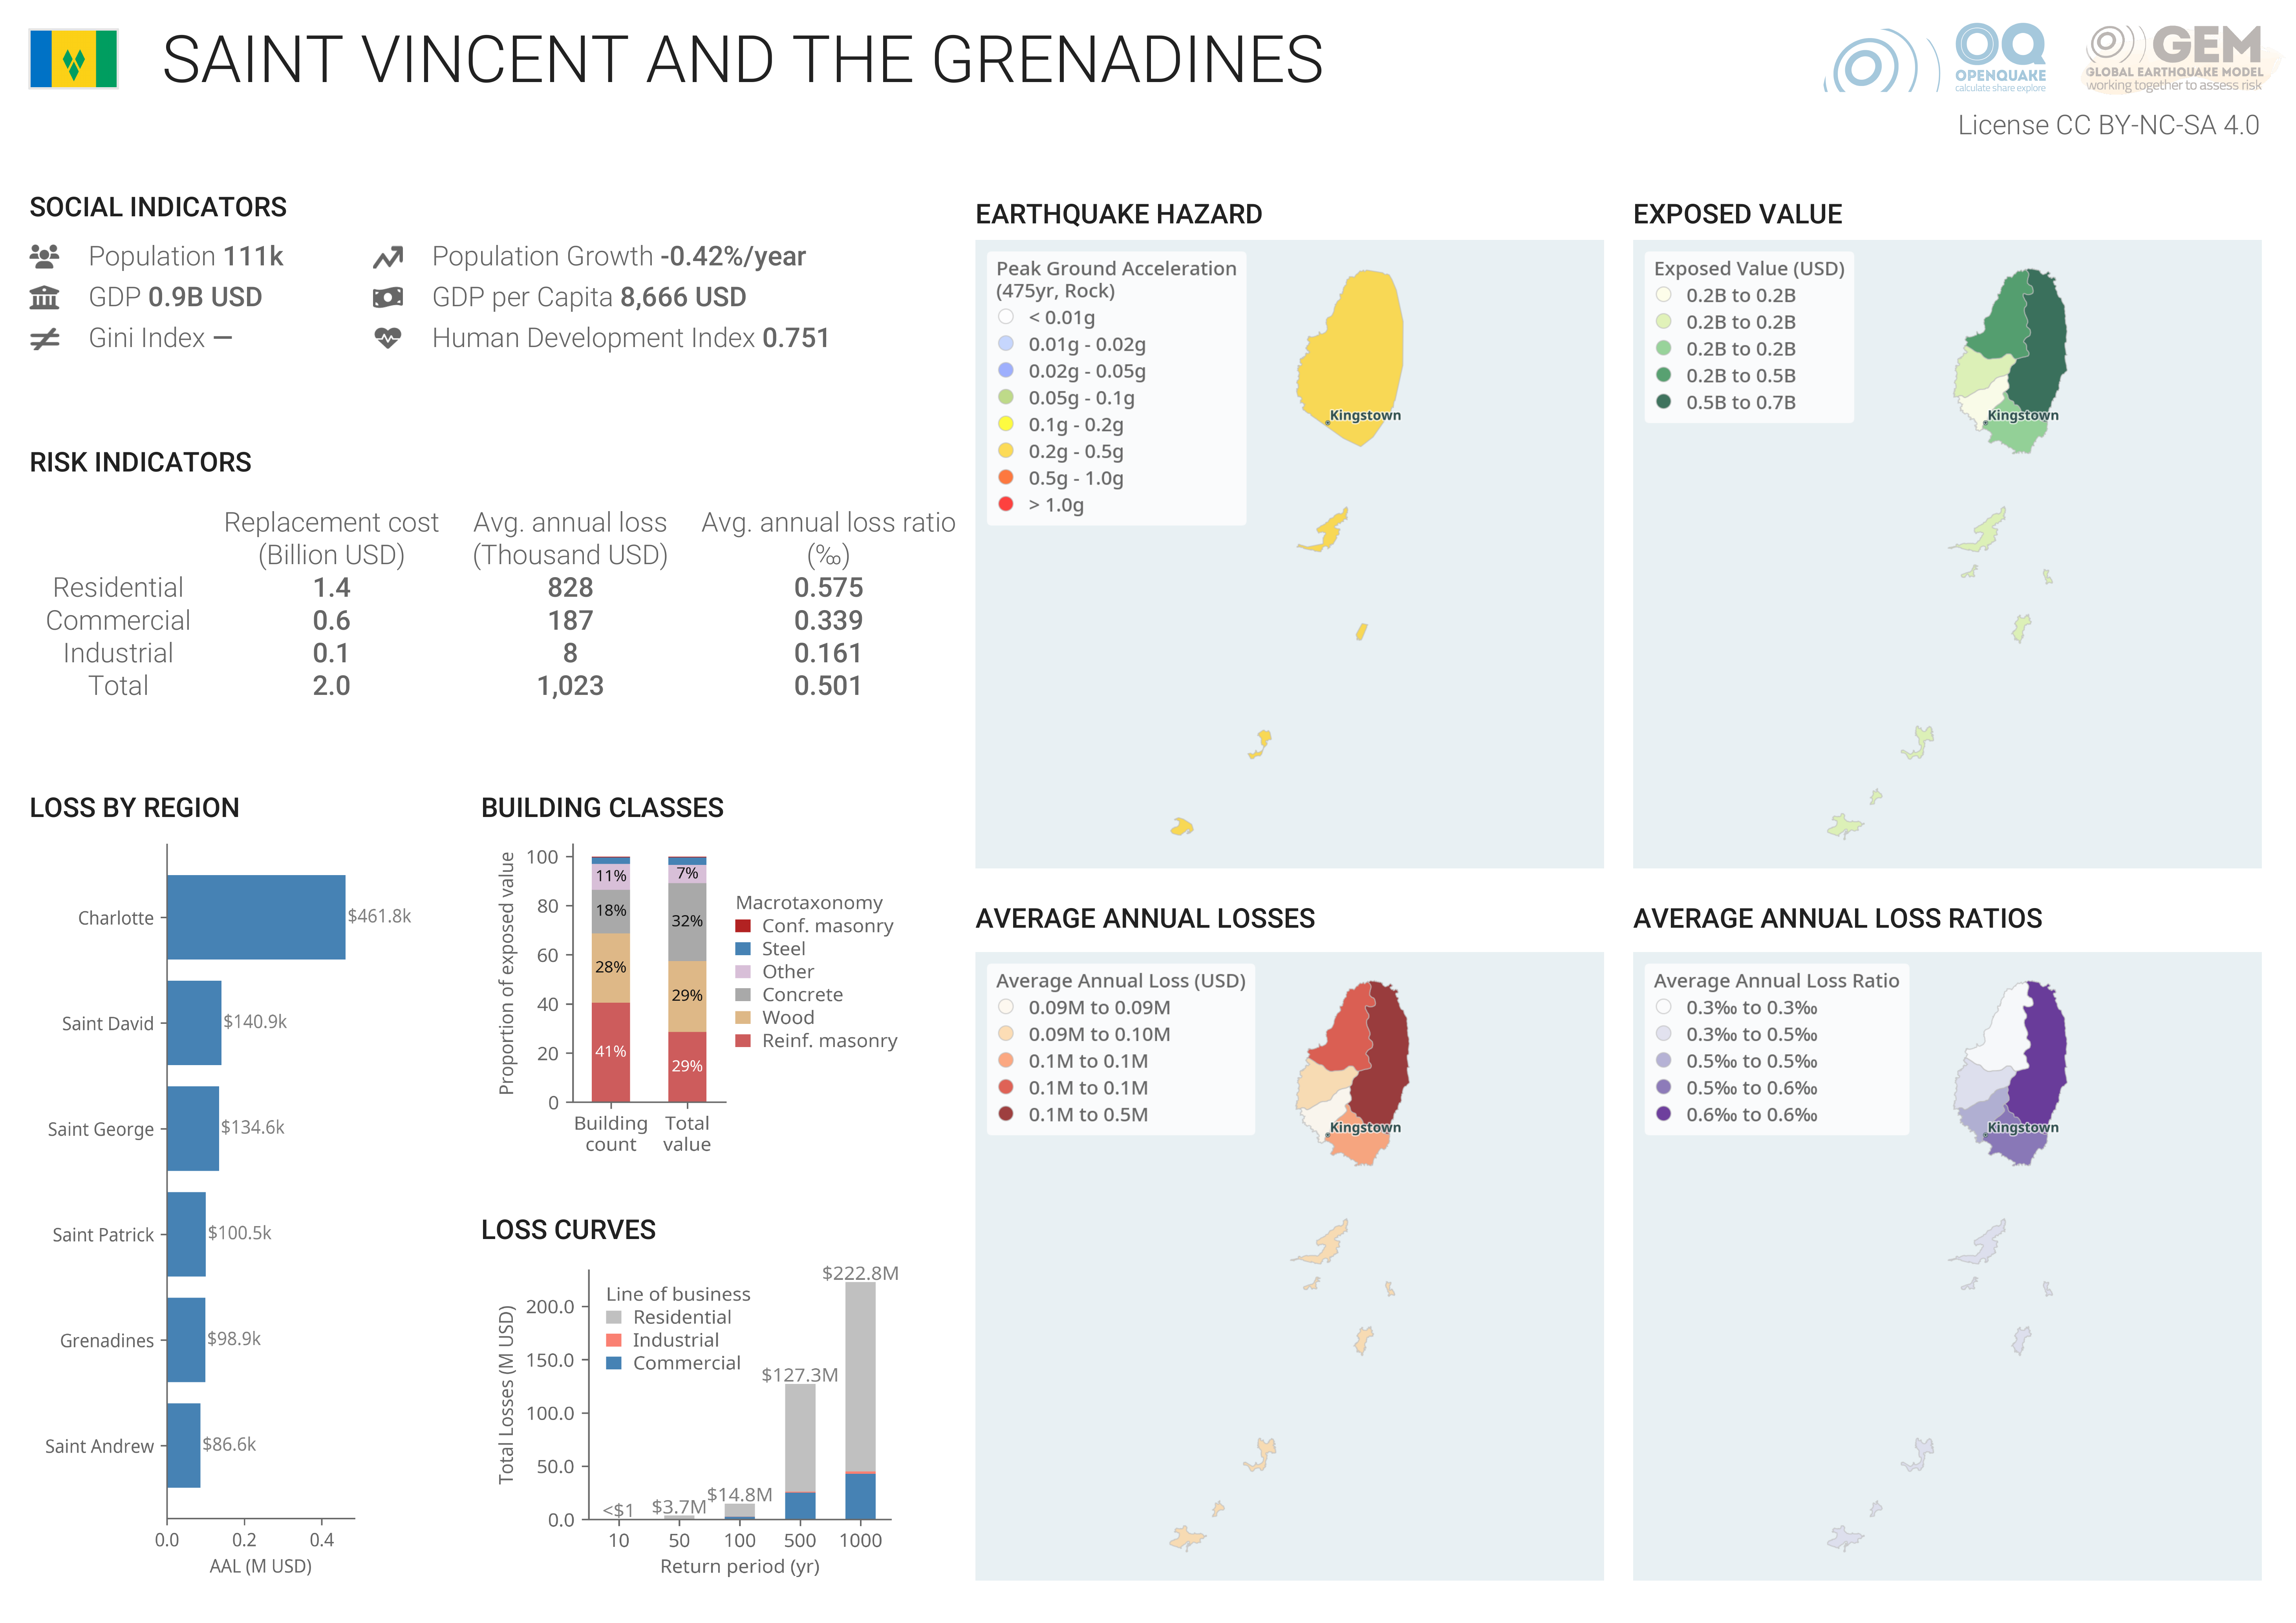 SAINT VINCENT AND THE GRENADINES
OPENQUAKE
calculate share explore
GEM
GLOBAL EARTHQUAKE MODEL
working together to assess risk
License CC BY-NC-SA 4.0
SOCIAL INDICATORS
Population 111k
Population Growth -0.42%/year
GDP 0.9B USD
GDP per Capita 8,666 USD
Gini Index —
Human Development Index 0.751
RISK INDICATORS
Replacement cost (Billion USD) Avg. annual loss (Thousand USD) Avg. annual loss ratio (‰)
Residential 1.4 828 0.575
Commercial 0.6 187 0.339
Industrial 0.1 8 0.161
Total 2.0 1,023 0.501
LOSS BY REGION
Charlotte $461.8k
Saint David $140.9k
Saint George $134.6k
Saint Patrick $100.5k
Grenadines $98.9k
Saint Andrew $86.6k
0.0 0.2 0.4
AAL (M USD)
BUILDING CLASSES
Proportion of exposed value
100
80
60
40
20
0
11%
18%
28%
41%
7%
32%
29%
29%
Building count
Total value
Macrotaxonomy
Conf. masonry
Steel
Other
Concrete
Wood
Reinf. masonry
LOSS CURVES
Total Losses (M USD)
200.0
150.0
100.0
50.0
0.0
Line of business
Residential
Industrial
Commercial
<$1
$3.7M
$14.8M
$127.3M
$222.8M
10 50 100 500 1000
Return period (yr)
EARTHQUAKE HAZARD
Peak Ground Acceleration
(475yr, Rock)
< 0.01g
0.01g - 0.02g
0.02g - 0.05g
0.05g - 0.1g
0.1g - 0.2g
0.2g - 0.5g
0.5g - 1.0g
> 1.0g
Kingstown
EXPOSED VALUE
Exposed Value (USD)
0.2B to 0.2B
0.2B to 0.2B
0.2B to 0.2B
0.2B to 0.5B
0.5B to 0.7B
Kingstown
AVERAGE ANNUAL LOSSES
Average Annual Loss (USD)
0.09M to 0.09M
0.09M to 0.10M
0.1M to 0.1M
0.1M to 0.1M
0.1M to 0.5M
Kingstown
AVERAGE ANNUAL LOSS RATIOS
Average Annual Loss Ratio
0.3‰ to 0.3‰
0.3‰ to 0.5‰
0.5‰ to 0.5‰
0.5‰ to 0.6‰
0.6‰ to 0.6‰
Kingstown